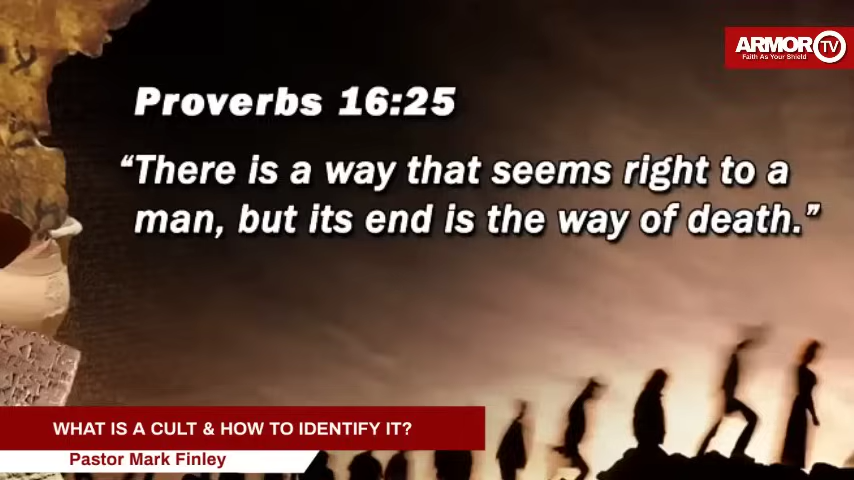 ARMOR TV
Faith As Your Shield
Proverbs 16:25
“There is a way that seems right to a
man, but its end is the way of death.”
WHAT IS A CULT & HOW TO IDENTIFY IT?
Pastor Mark Finley